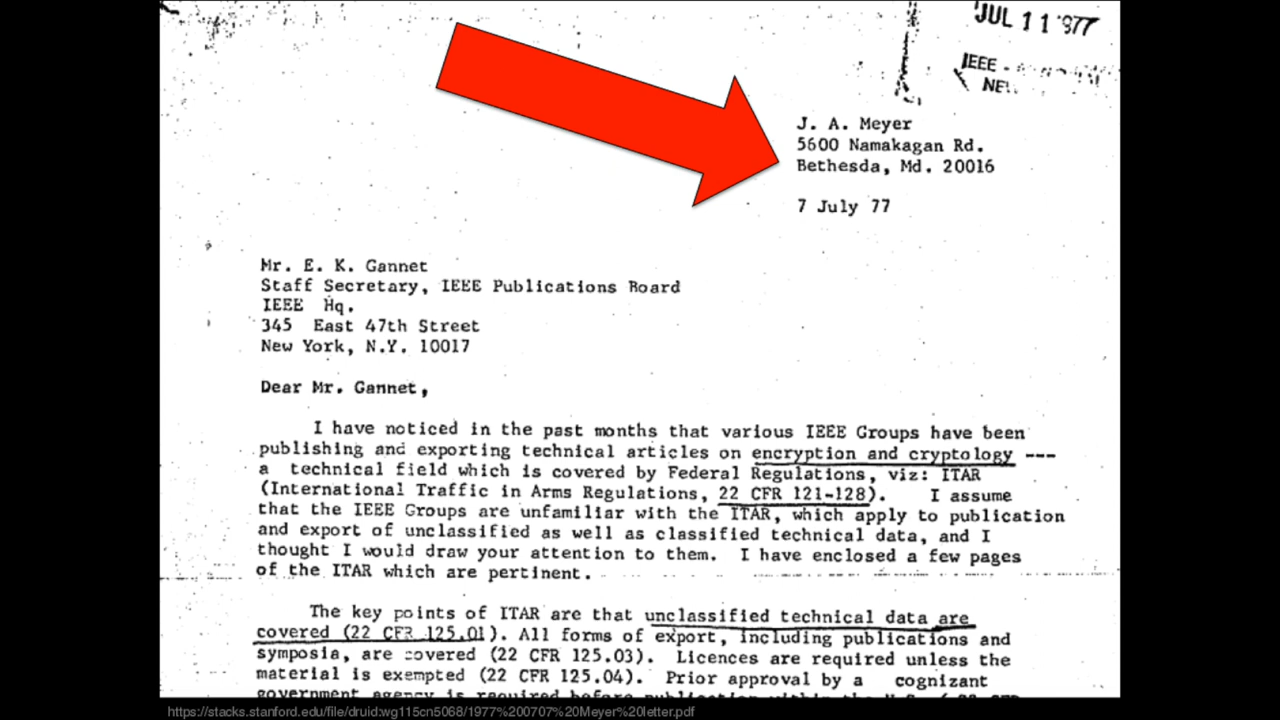 JUL 11 '977
IEEE -
J. A. Meyer
5600 Namakagan Rd.
Bethesda, Md. 20016
7 July 77
Mr. E. K. Gannet
Staff Secretary, IEEE Publications Board
IEEE Hq.
345 East 47th Street
New York, N.Y. 10017
Dear Mr. Gannet,
I have noticed in the past months that various IEEE Groups have been
publishing and exporting technical articles on encryption and cryptology ---
a technical field which is covered by Federal Regulations, viz: ITAR
(International Traffic in Arms Regulations, 22 CFR 121-128). I assume
that the IEEE Groups are unfamiliar with the ITAR, which apply to publication
and export of unclassified as well as classified technical data, and I
thought I would draw your attention to them. I have enclosed a few pages
of the ITAR which are pertinent.
The key points of ITAR are that unclassified technical data are
covered (22 CFR 125.01). All forms of export, including publications and
symposia, are covered (22 CFR 125.03). Licences are required unless the
material is exempted (22 CFR 125.04). Prior approval by a cognizant
government agency is required before publication within the U.S.
https://stacks.stanford.edu/file/druid:wg115cn5068/1977%200707%20Meyer%20letter.pdf